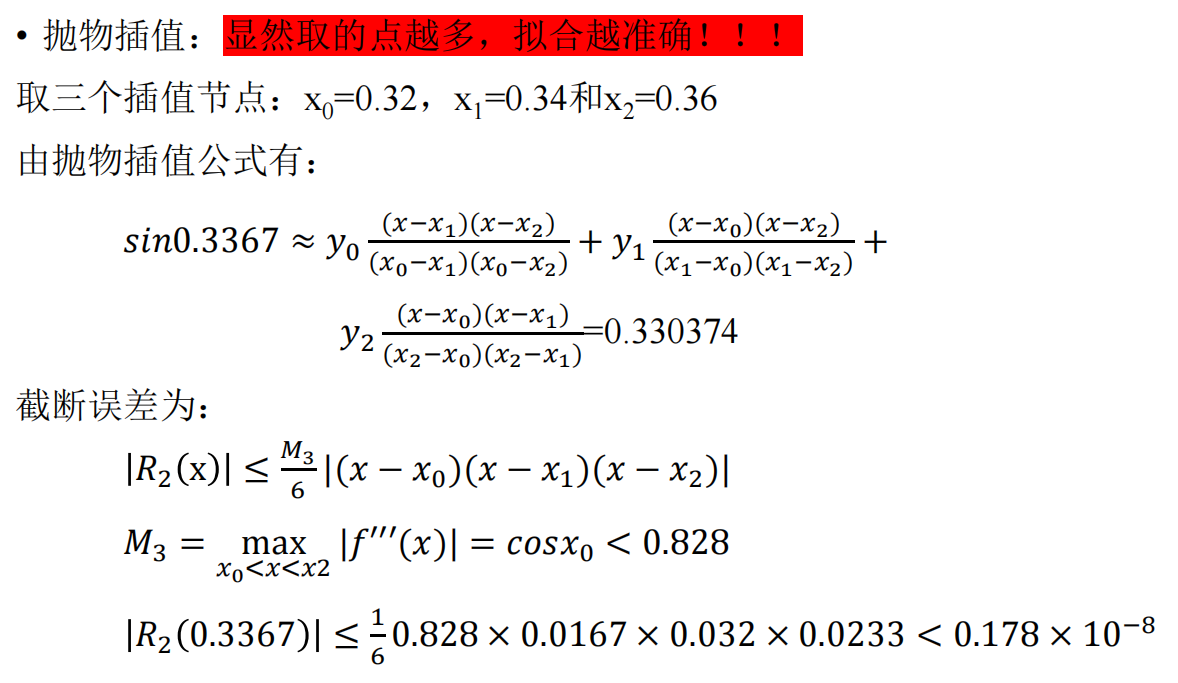 • 抛物插值：显然取的点越多，拟合越准确！！！
取三个插值节点：x₀=0.32，x₁=0.34和x₂=0.36
由抛物插值公式有：
sin0.3367 ≈ y₀ (x−x₁)(x−x₂)/(x₀−x₁)(x₀−x₂) + y₁ (x−x₀)(x−x₂)/(x₁−x₀)(x₁−x₂) +
y₂ (x−x₀)(x−x₁)/(x₂−x₀)(x₂−x₁) =0.330374
截断误差为：
|R₂(x)| ≤ M₃/6 |(x − x₀)(x − x₁)(x − x₂)|
M₃ = max x₀<x<x2 |f′′′(x)| = cosx₀ < 0.828
|R₂(0.3367)| ≤ 1/6 0.828 × 0.0167 × 0.032 × 0.0233 < 0.178 × 10⁻⁸